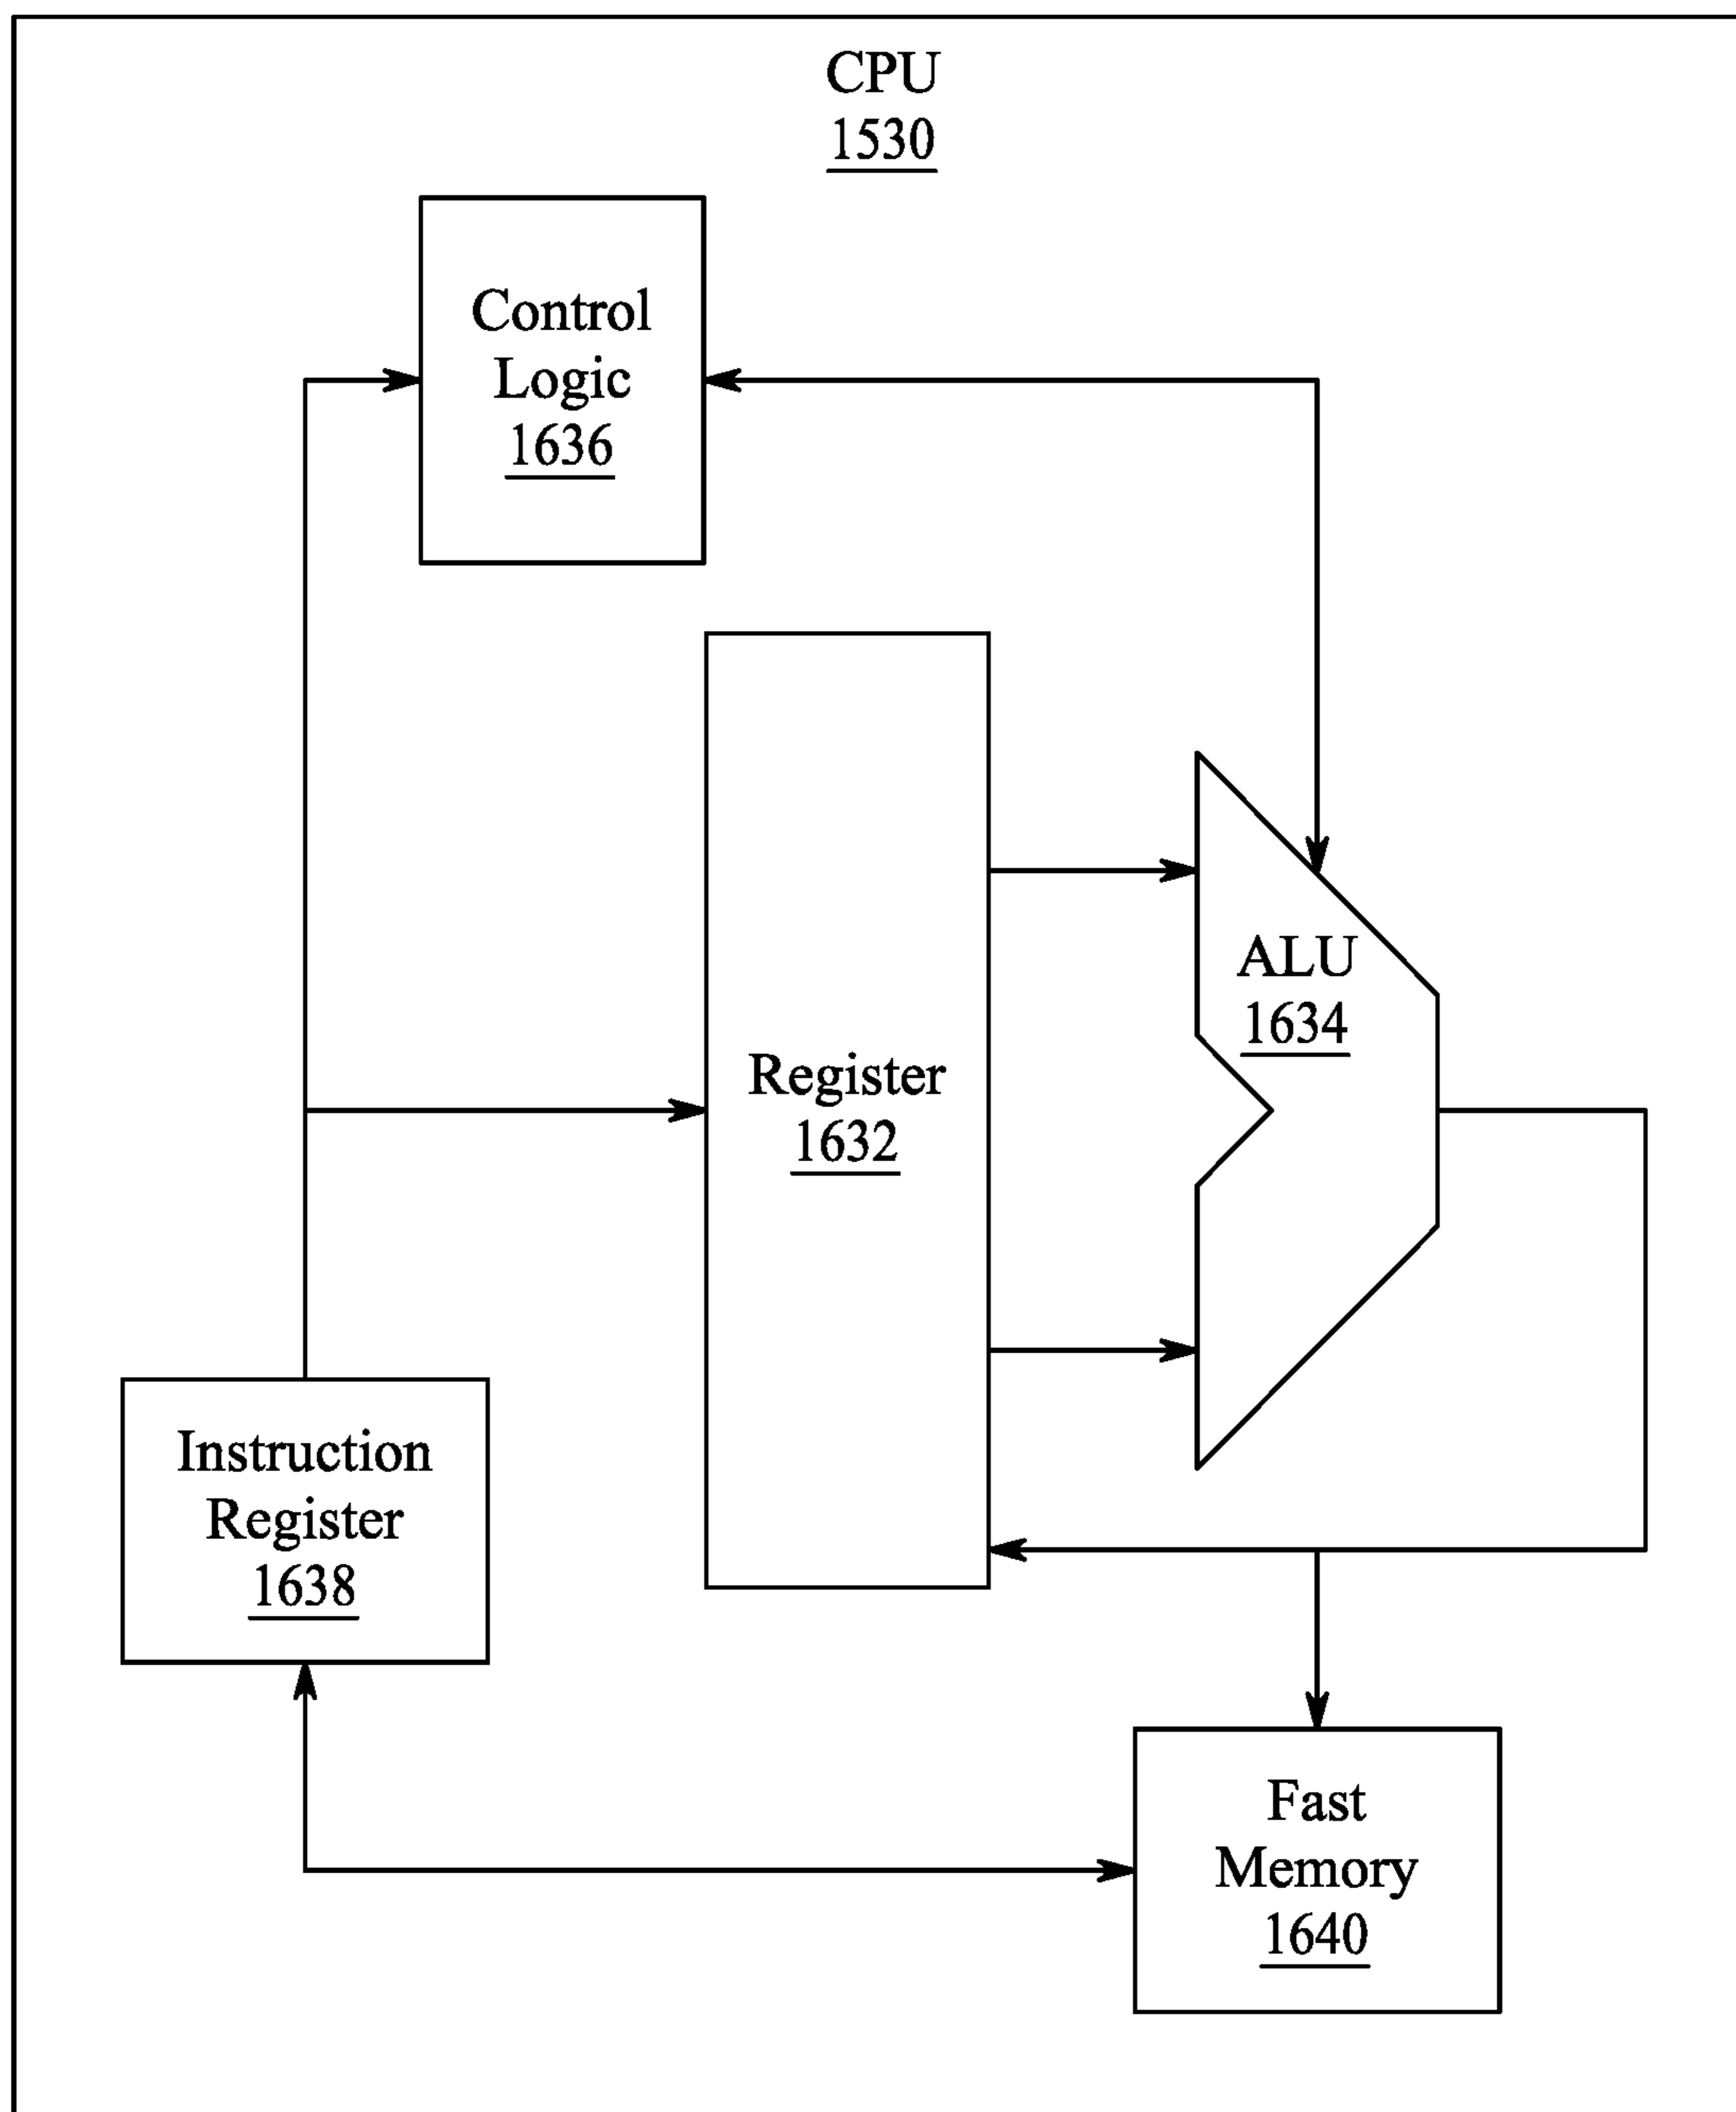 CPU
1530
Control
Logic
1636
ALU
1634
Register
1632
Instruction
Register
1638
Fast
Memory
1640